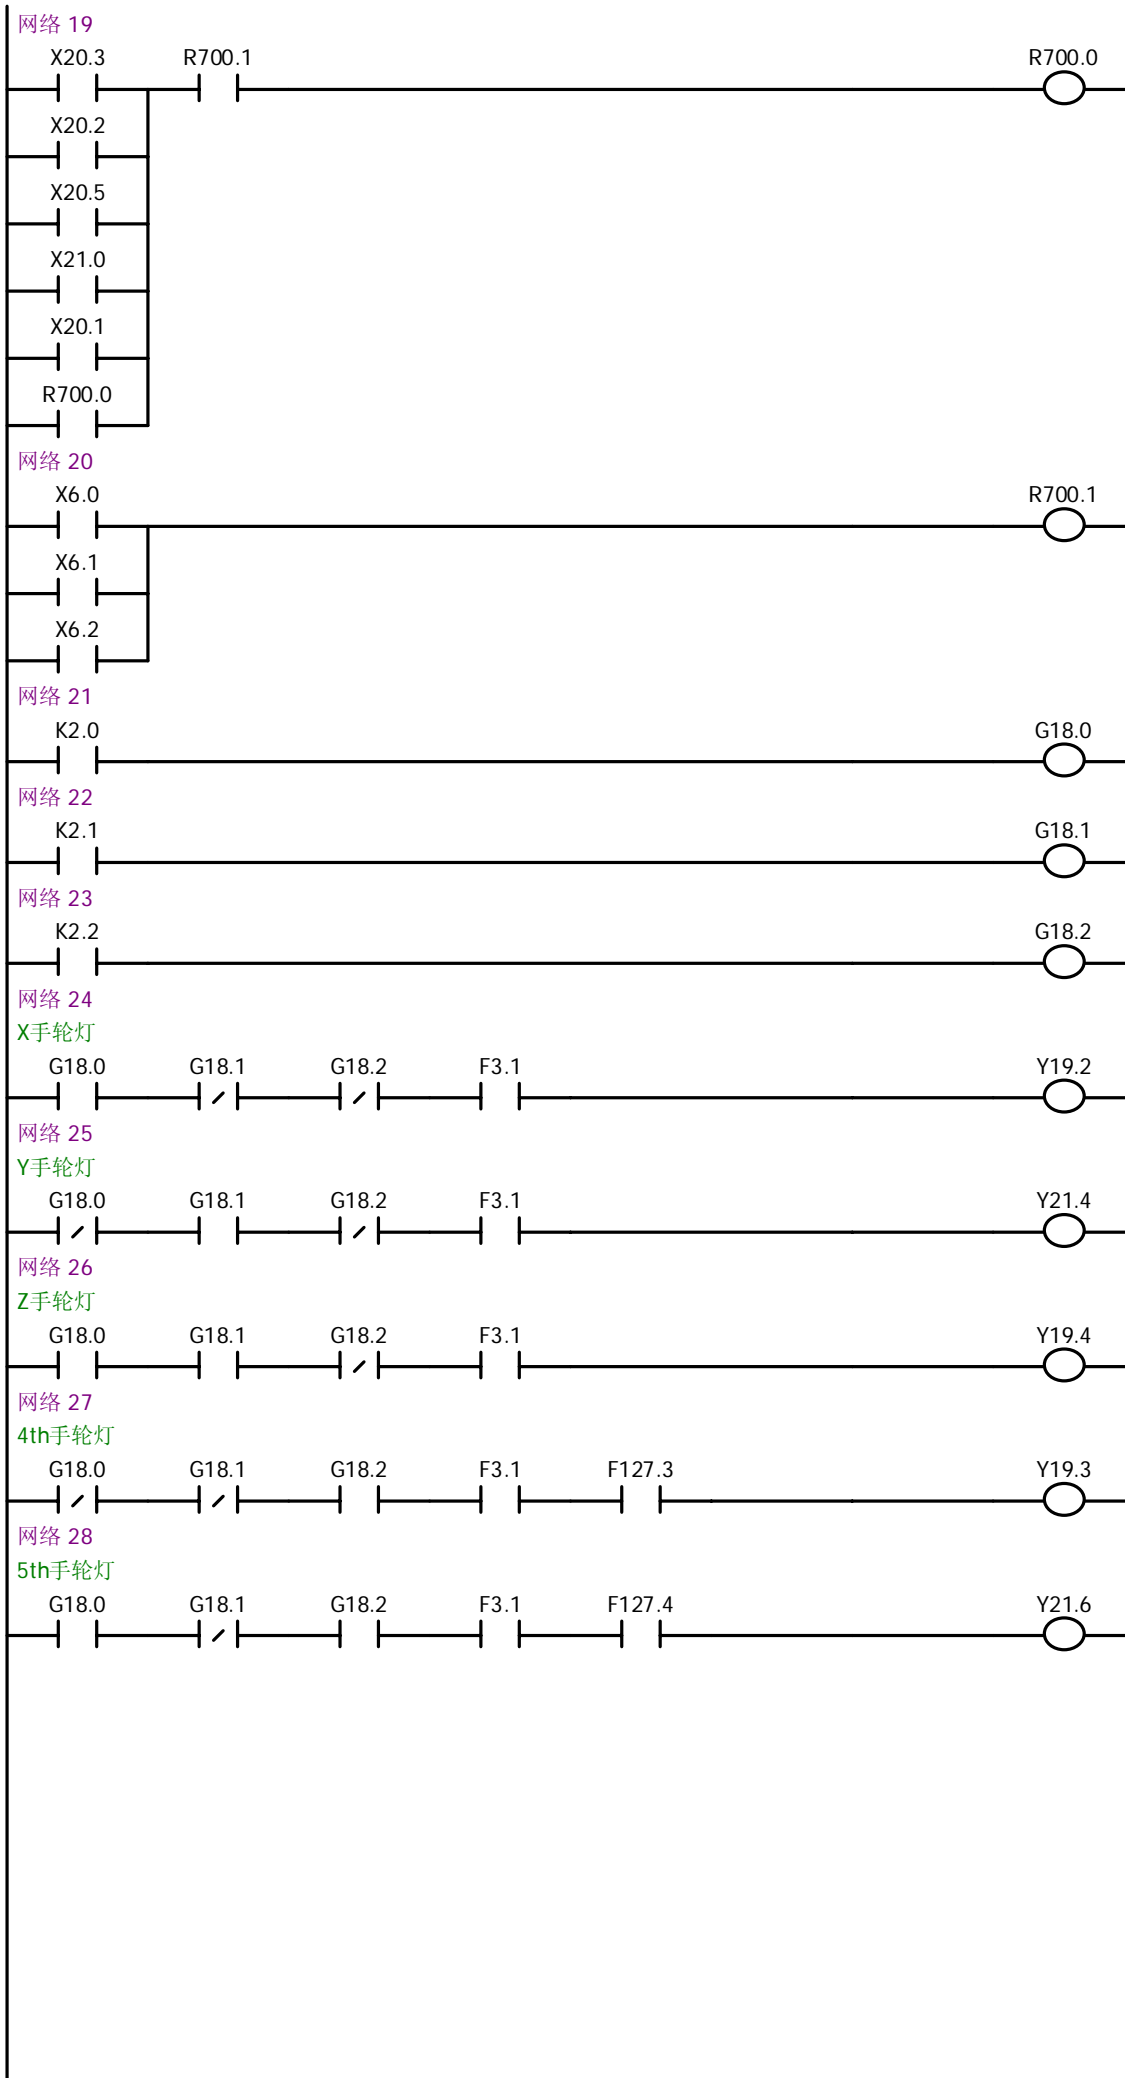 网络 19
X20.3 R700.1 R700.0
X20.2
X20.5
X21.0
X20.1
R700.0
网络 20
X6.0 R700.1
X6.1
X6.2
网络 21
K2.0 G18.0
网络 22
K2.1 G18.1
网络 23
K2.2 G18.2
网络 24
X手轮灯
G18.0 G18.1 G18.2 F3.1 Y19.2
网络 25
Y手轮灯
G18.0 G18.1 G18.2 F3.1 Y21.4
网络 26
Z手轮灯
G18.0 G18.1 G18.2 F3.1 Y19.4
网络 27
4th手轮灯
G18.0 G18.1 G18.2 F3.1 F127.3 Y19.3
网络 28
5th手轮灯
G18.0 G18.1 G18.2 F3.1 F127.4 Y21.6